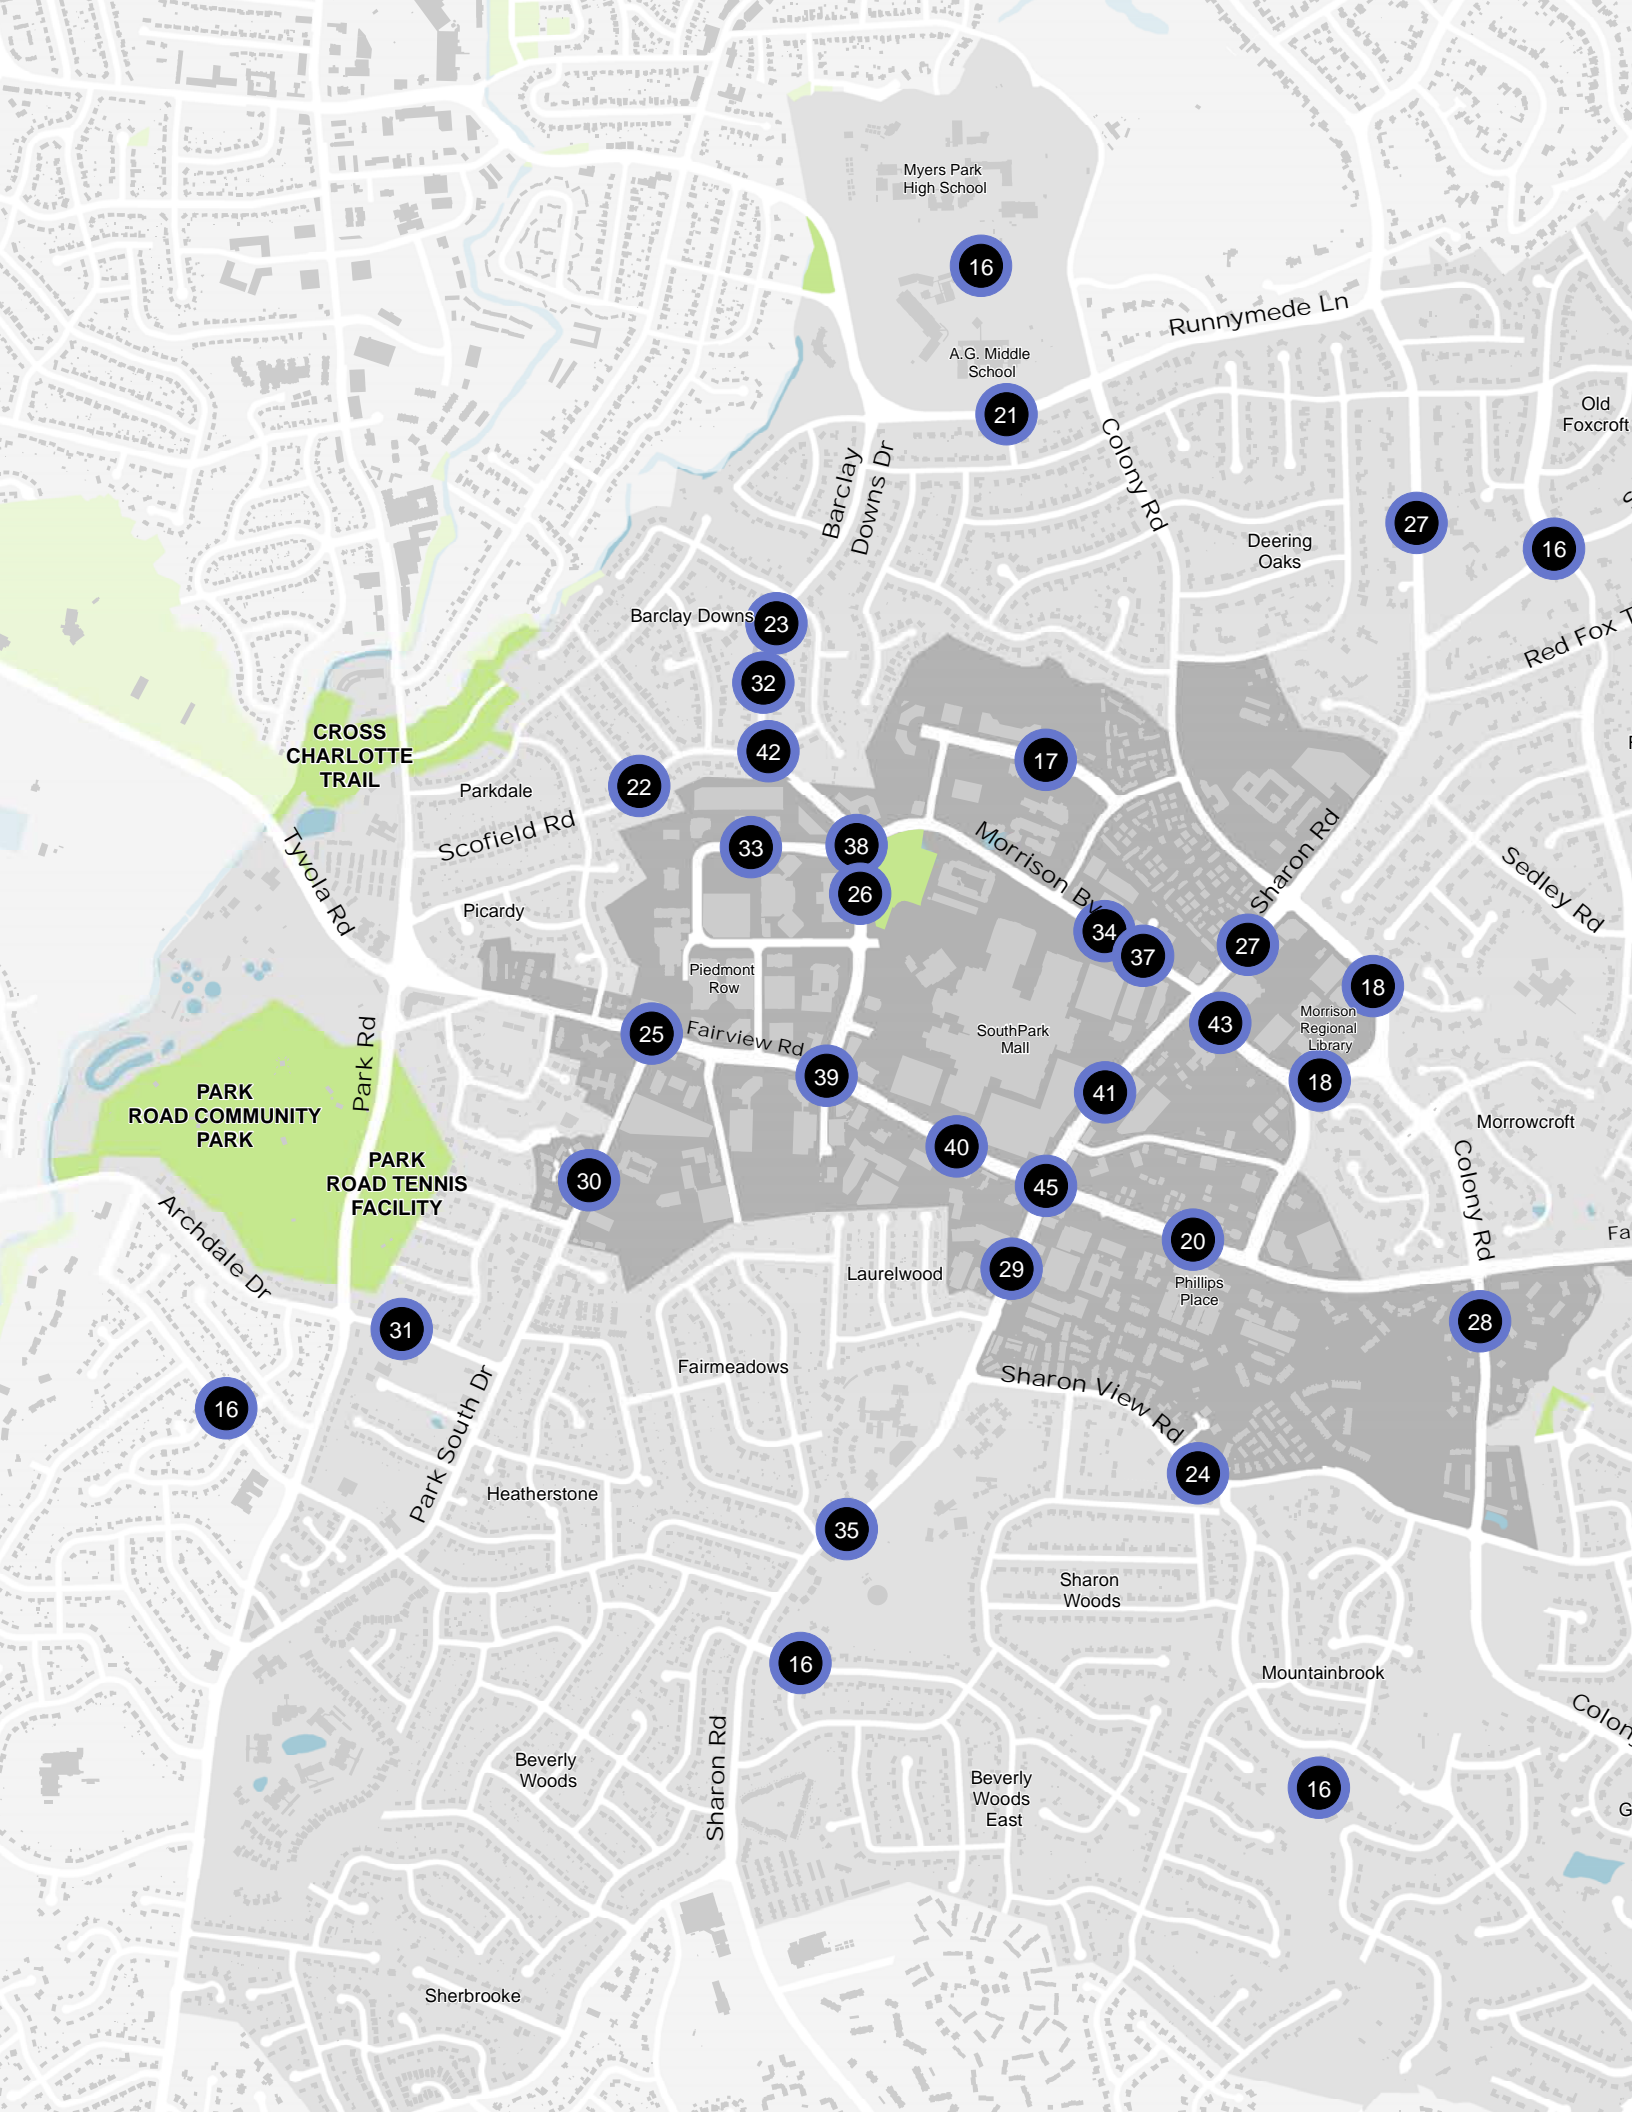 Myers Park
High School
16
Runnymede Ln
A.G. Middle
School
21
Old
Foxcroft
Barclay
Downs Dr
Colony Rd
27
16
Deering
Oaks
Red Fox T
Barclay Downs
23
32
42
17
CROSS
CHARLOTTE
TRAIL
22
Parkdale
Scofield Rd
33
38
26
Morrison Bv
Sharon Rd
Sedley Rd
Tyvola Rd
Picardy
34
37
27
18
Piedmont
Row
Morrison
Regional
Library
43
SouthPark
Mall
25
Fairview Rd
39
41
18
Park Rd
PARK
ROAD COMMUNITY
PARK
PARK
ROAD TENNIS
FACILITY
40
45
30
Morrowcroft
Colony Rd
Fa
Archdale Dr
20
Phillips
Place
29
Laurelwood
28
31
Fairmeadows
Sharon View Rd
16
Park South Dr
24
Heatherstone
35
Sharon
Woods
16
Mountainbrook
Colony
Sharon Rd
Beverly
Woods
Beverly
Woods
East
16
G
Sherbrooke